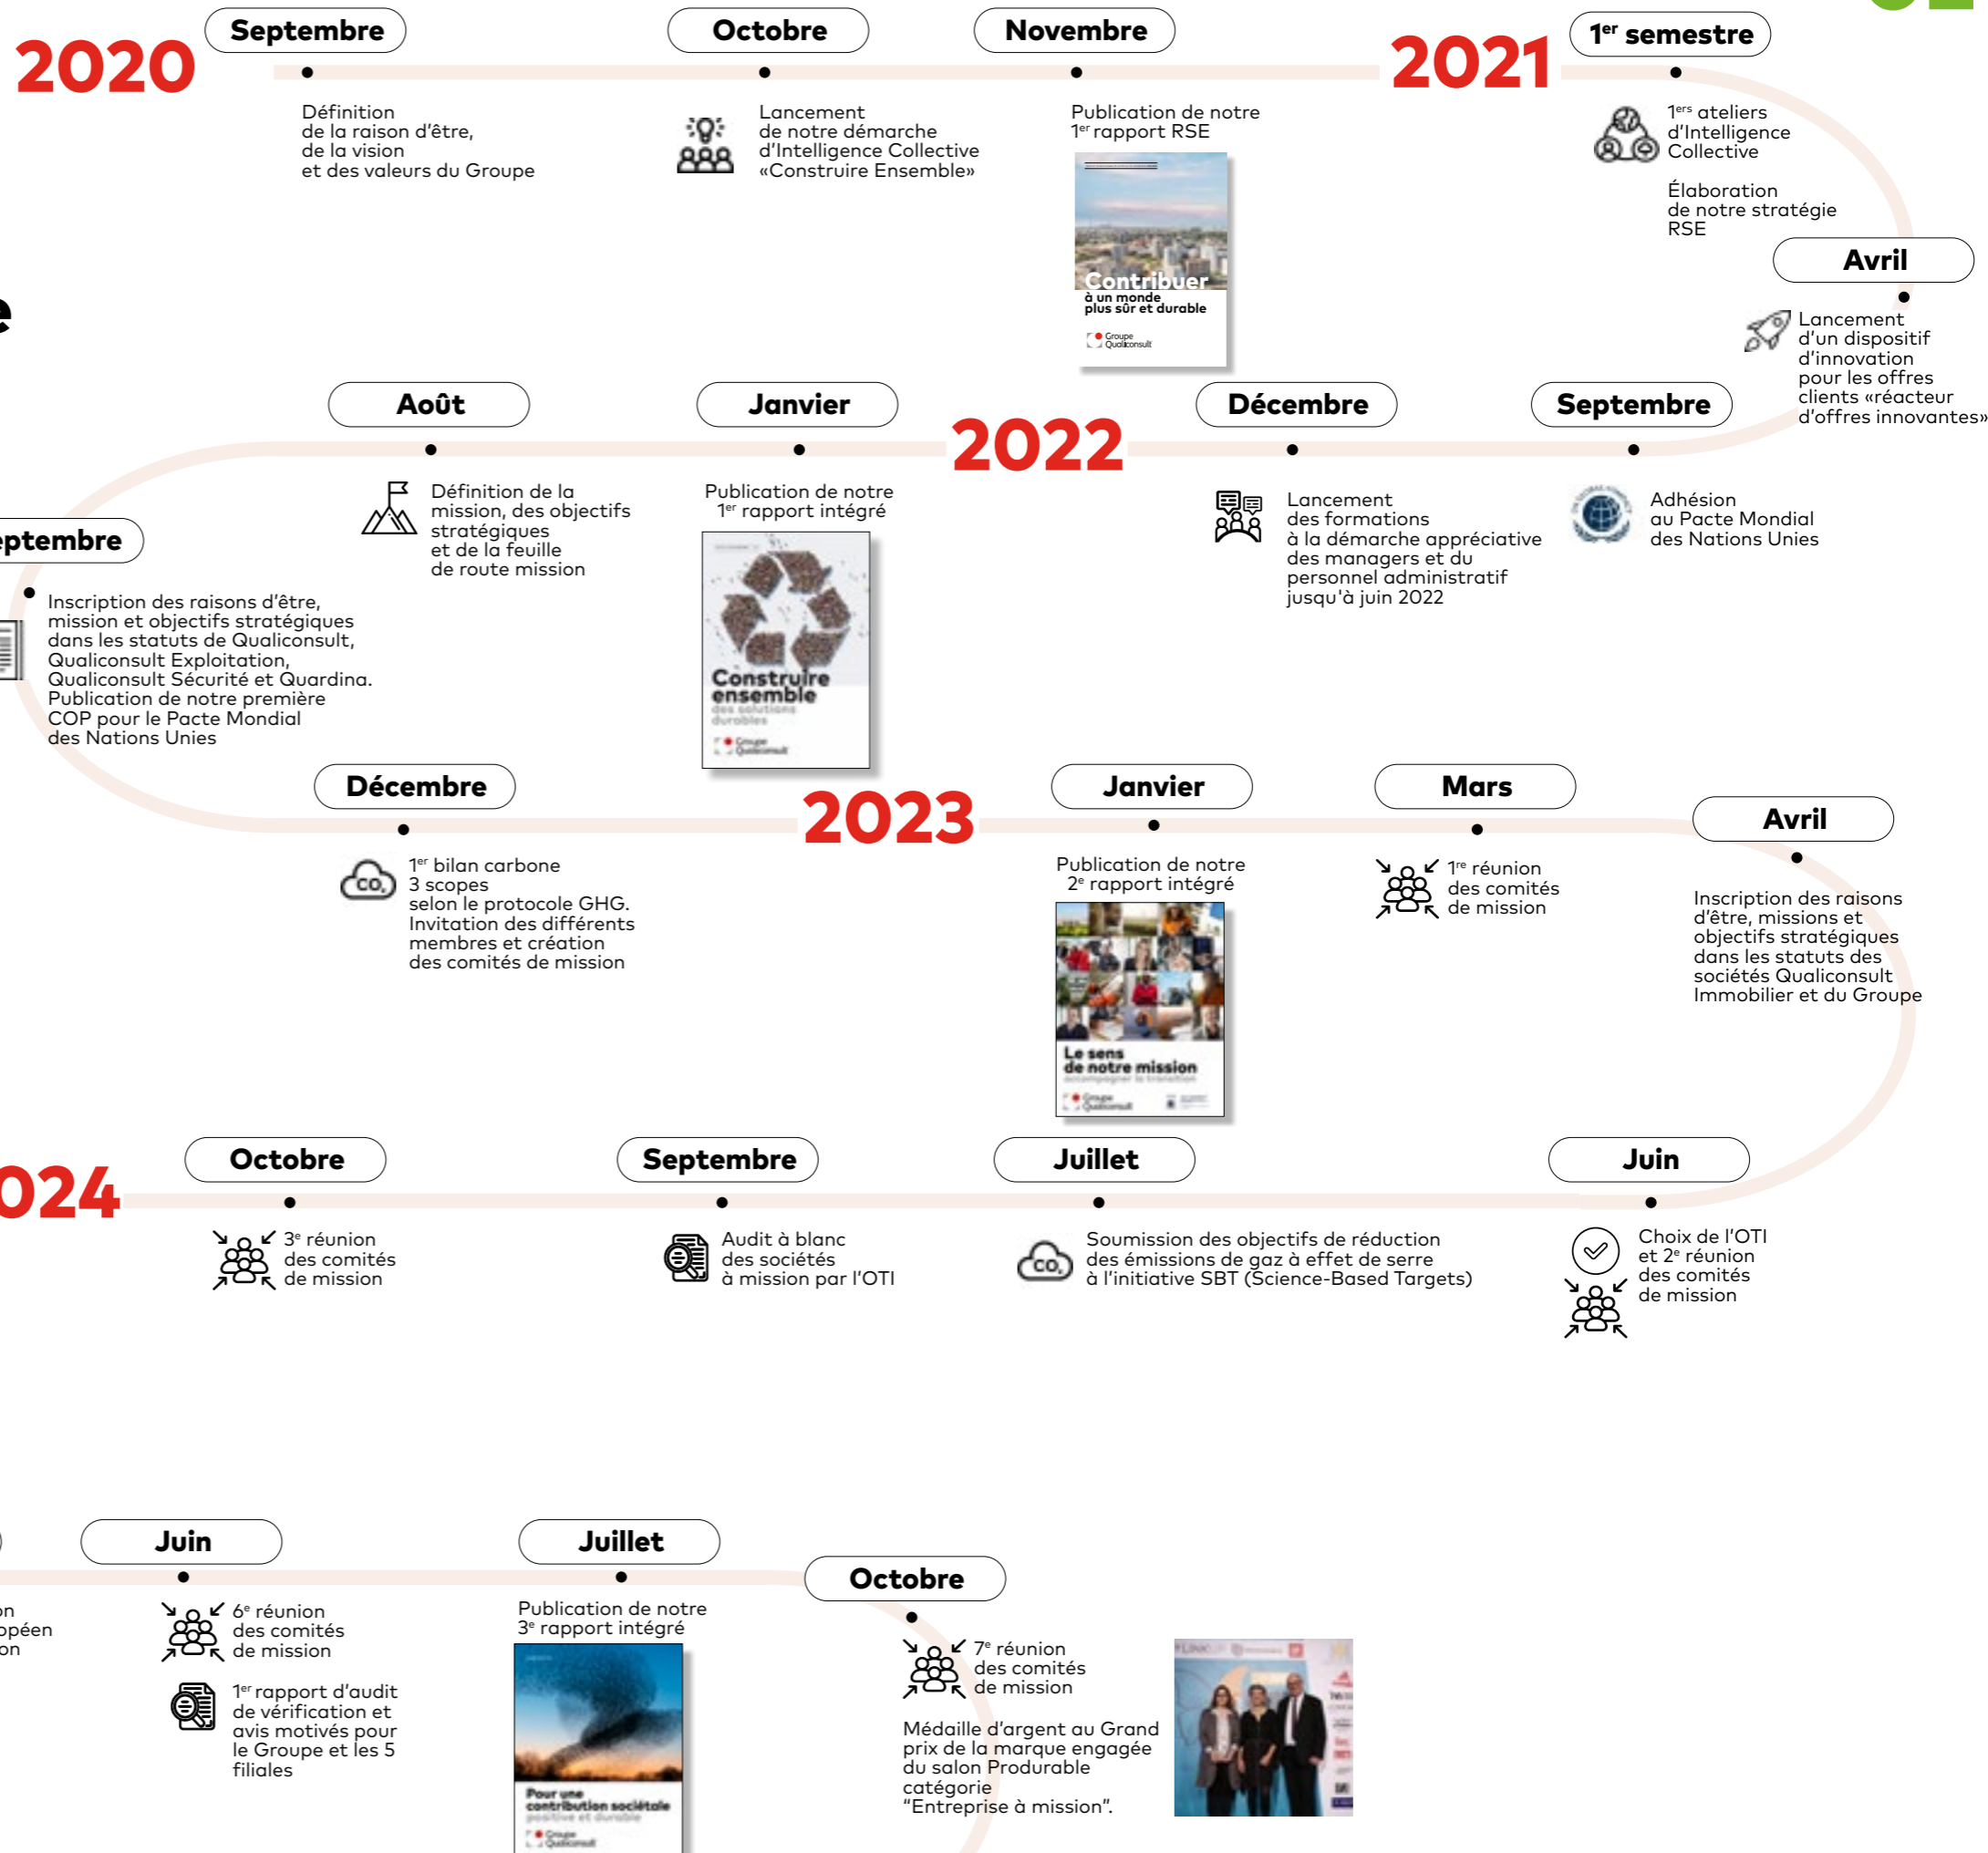 2020
Septembre
Définition
de la raison d'être,
de la vision
et des valeurs du Groupe
Octobre
Lancement
de notre démarche
d'Intelligence Collective
«Construire Ensemble»
Novembre
Publication de notre
1er rapport RSE
Contribuer
à un monde
plus sûr et durable
Groupe
Qualiconsult
2021
1er semestre
1ers ateliers
d'Intelligence
Collective
Élaboration
de notre stratégie
RSE
Avril
Lancement
d'un dispositif
d'innovation
pour les offres
clients «réacteur
d'offres innovantes»
Septembre
Adhésion
au Pacte Mondial
des Nations Unies
Décembre
Lancement
des formations
à la démarche appréciative
des managers et du
personnel administratif
jusqu'à juin 2022
2022
Janvier
Publication de notre
1er rapport intégré
Construire
ensemble
des solutions
durables
Groupe
Qualiconsult
Août
Définition de la
mission, des objectifs
stratégiques
et de la feuille
de route mission
eptembre
Inscription des raisons d'être,
mission et objectifs stratégiques
dans les statuts de Qualiconsult,
Qualiconsult Exploitation,
Qualiconsult Sécurité et Quardina.
Publication de notre première
COP pour le Pacte Mondial
des Nations Unies
Décembre
CO2
1er bilan carbone
3 scopes
selon le protocole GHG.
Invitation des différents
membres et création
des comités de mission
2023
Janvier
Publication de notre
2e rapport intégré
Le sens
de notre mission
accompagner la transition
Groupe
Qualiconsult
Mars
1re réunion
des comités
de mission
Avril
Inscription des raisons
d'être, missions et
objectifs stratégiques
dans les statuts des
sociétés Qualiconsult
Immobilier et du Groupe
Juin
Choix de l'OTI
et 2e réunion
des comités
de mission
Juillet
CO2
Soumission des objectifs de réduction
des émissions de gaz à effet de serre
à l'initiative SBT (Science-Based Targets)
Septembre
Audit à blanc
des sociétés
à mission par l'OTI
Octobre
3e réunion
des comités
de mission
024
on
opéen
on
Juin
6e réunion
des comités
de mission
1er rapport d'audit
de vérification et
avis motivés pour
le Groupe et les 5
filiales
Juillet
Publication de notre
3e rapport intégré
Pour une
contribution sociétale
positive et durable
Groupe
Qualiconsult
Octobre
7e réunion
des comités
de mission
Médaille d'argent au Grand
prix de la marque engagée
du salon Produrable
catégorie
"Entreprise à mission".